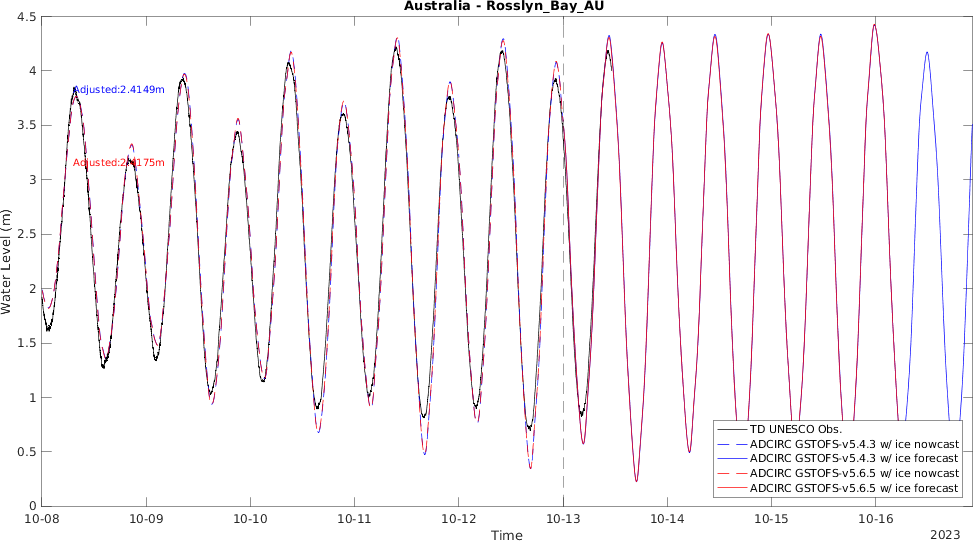 Australia - Rosslyn_Bay_AU
4.5
4
3.5
3
2.5
2
1.5
1
0.5
0
Water Level (m)
Adjusted:2.4149m
TD UNESCO Obs.
ADCIRC GSTOFS-v5.4.3 w/ ice nowcast
ADCIRC GSTOFS-v5.4.3 w/ ice forecast
ADCIRC GSTOFS-v5.6.5 w/ ice nowcast
ADCIRC GSTOFS-v5.6.5 w/ ice forecast
10-08 10-09 10-10 10-11 10-12 10-13 10-14 10-15 10-16
Time
2023